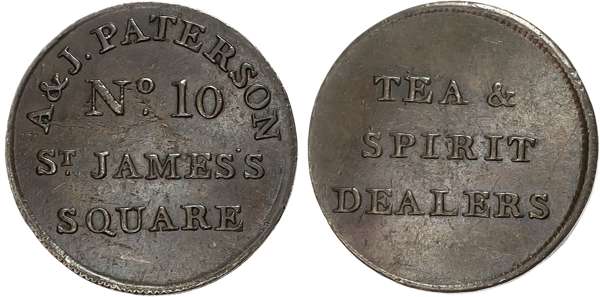 A & J. PATERSON
No. 10
ST JAMES'S
SQUARE
TEA &
SPIRIT
DEALERS